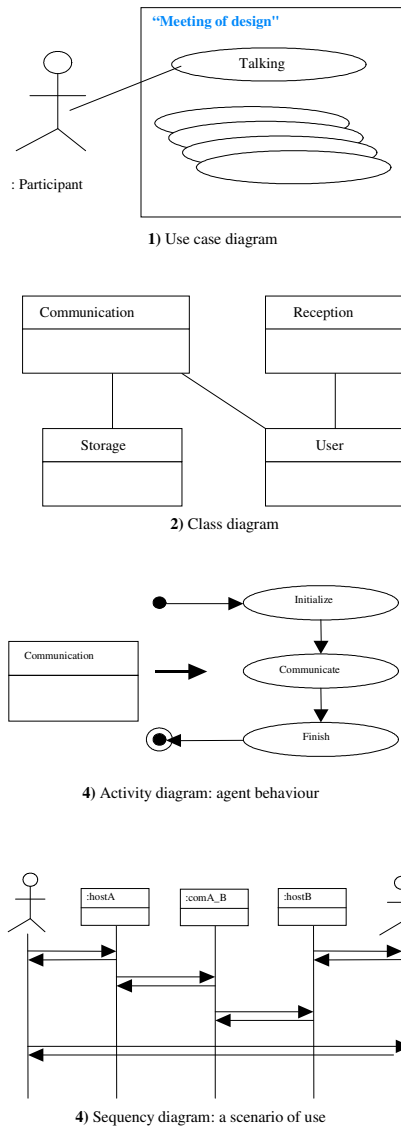 “Meeting of design"
Talking
: Participant
1) Use case diagram
Communication
Reception
Storage
User
2) Class diagram
Initialize
Communication
Communicate
Finish
4) Activity diagram: agent behaviour
:hostA
:comA_B
:hostB
4) Sequency diagram: a scenario of use